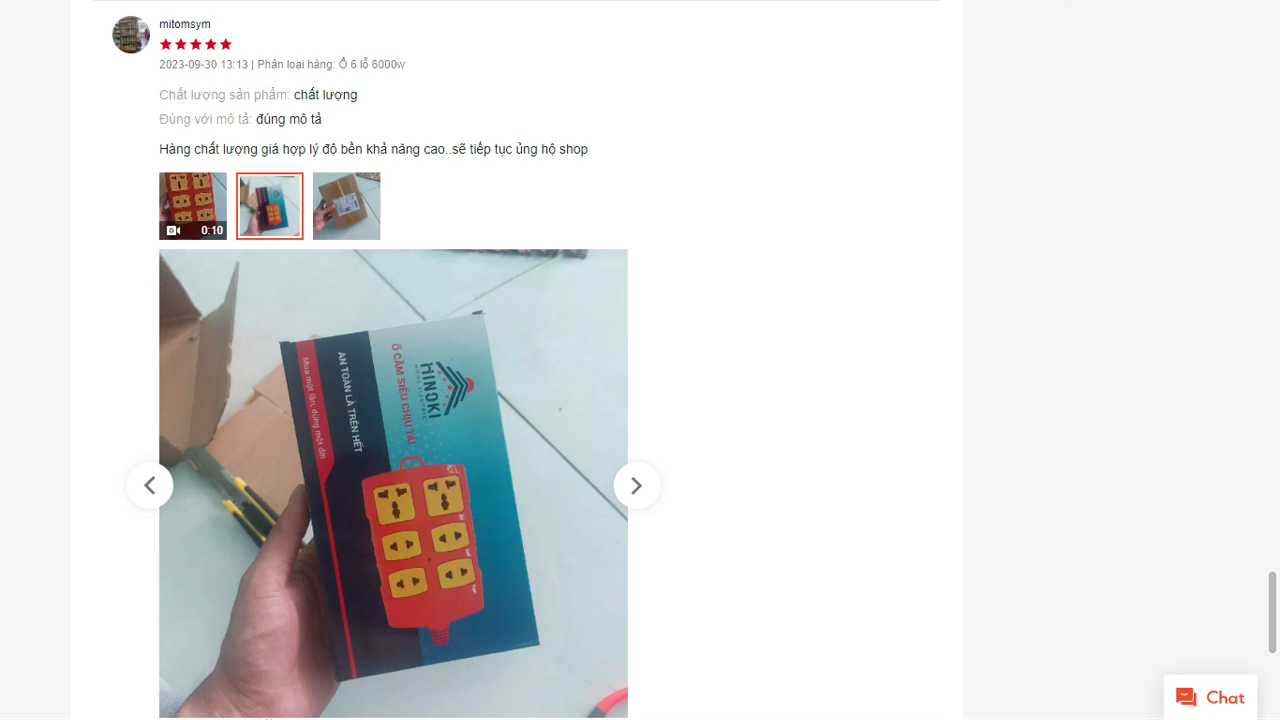 mitomsym
2023-09-30 13:13 | Phân loại hàng: Ổ 6 lỗ 6000w
Chất lượng sản phẩm: chất lượng
Đúng với mô tả: đúng mô tả
Hàng chất lượng giá hợp lý độ bền khả năng cao..sẽ tiếp tục ủng hộ shop
0:10
HINOKI
HOME ELECTRIC
Ổ CẮM SIÊU CHỊU TẢI
AN TOÀN LÀ TRÊN HẾT
Mua một lần, dùng một đời
Chat